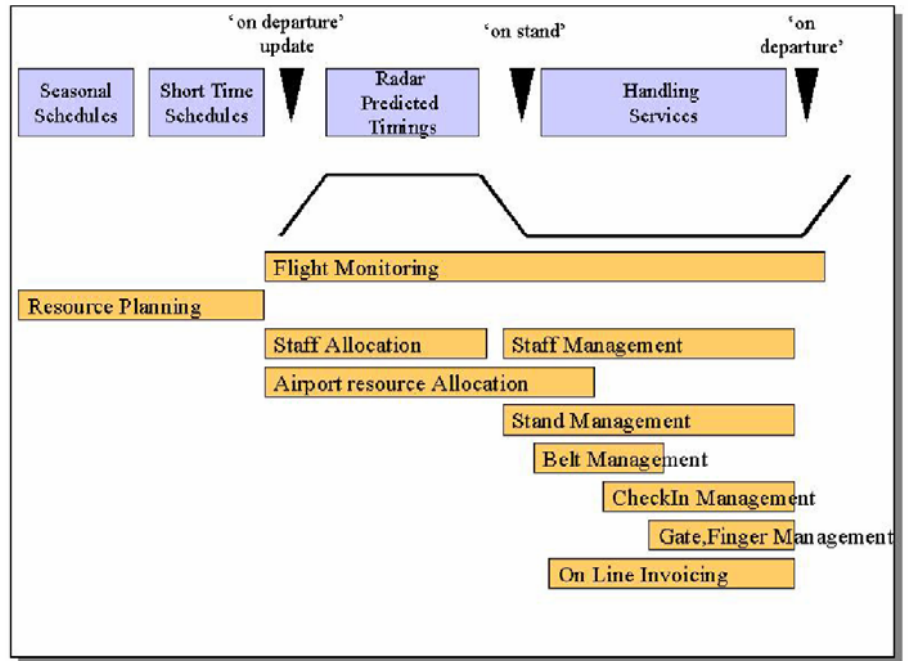 ‘on departure’
update
‘on stand’
‘on
departure’
Seasonal
Schedules
Short Time
Schedules
Radar
Predicted
Timings
Handling
Services
Flight Monitoring
Resource Planning
Staff Allocation
Staff Management
Airport resource Allocation
Stand Management
Belt Management
CheckIn Management
Gate,Finger Management
On Line Invoicing